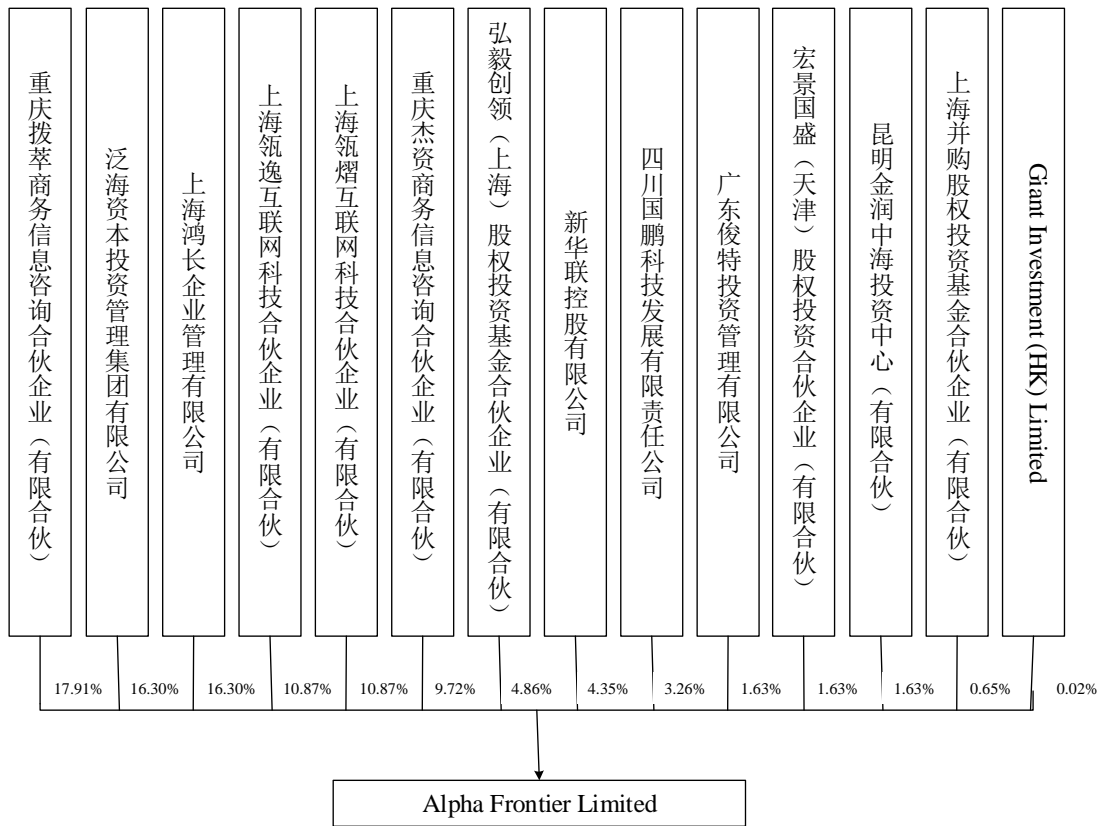 重庆拨萃商务信息咨询合伙企业（有限合伙）
泛海资本投资管理集团有限公司
上海鸿长企业管理有限公司
上海瓴逸互联网科技合伙企业（有限合伙）
上海瓴熠互联网科技合伙企业（有限合伙）
重庆杰资商务信息咨询合伙企业（有限合伙）
弘毅创领（上海）股权投资基金合伙企业（有限合伙）
新华联控股有限公司
四川国鹏科技发展有限责任公司
广东俊特投资管理有限公司
宏景国盛（天津）股权投资合伙企业（有限合伙）
昆明金润中海投资中心（有限合伙）
上海并购股权投资基金合伙企业（有限合伙）
Giant Investment (HK) Limited
17.91%
16.30%
16.30%
10.87%
10.87%
9.72%
4.86%
4.35%
3.26%
1.63%
1.63%
1.63%
0.65%
0.02%
Alpha Frontier Limited